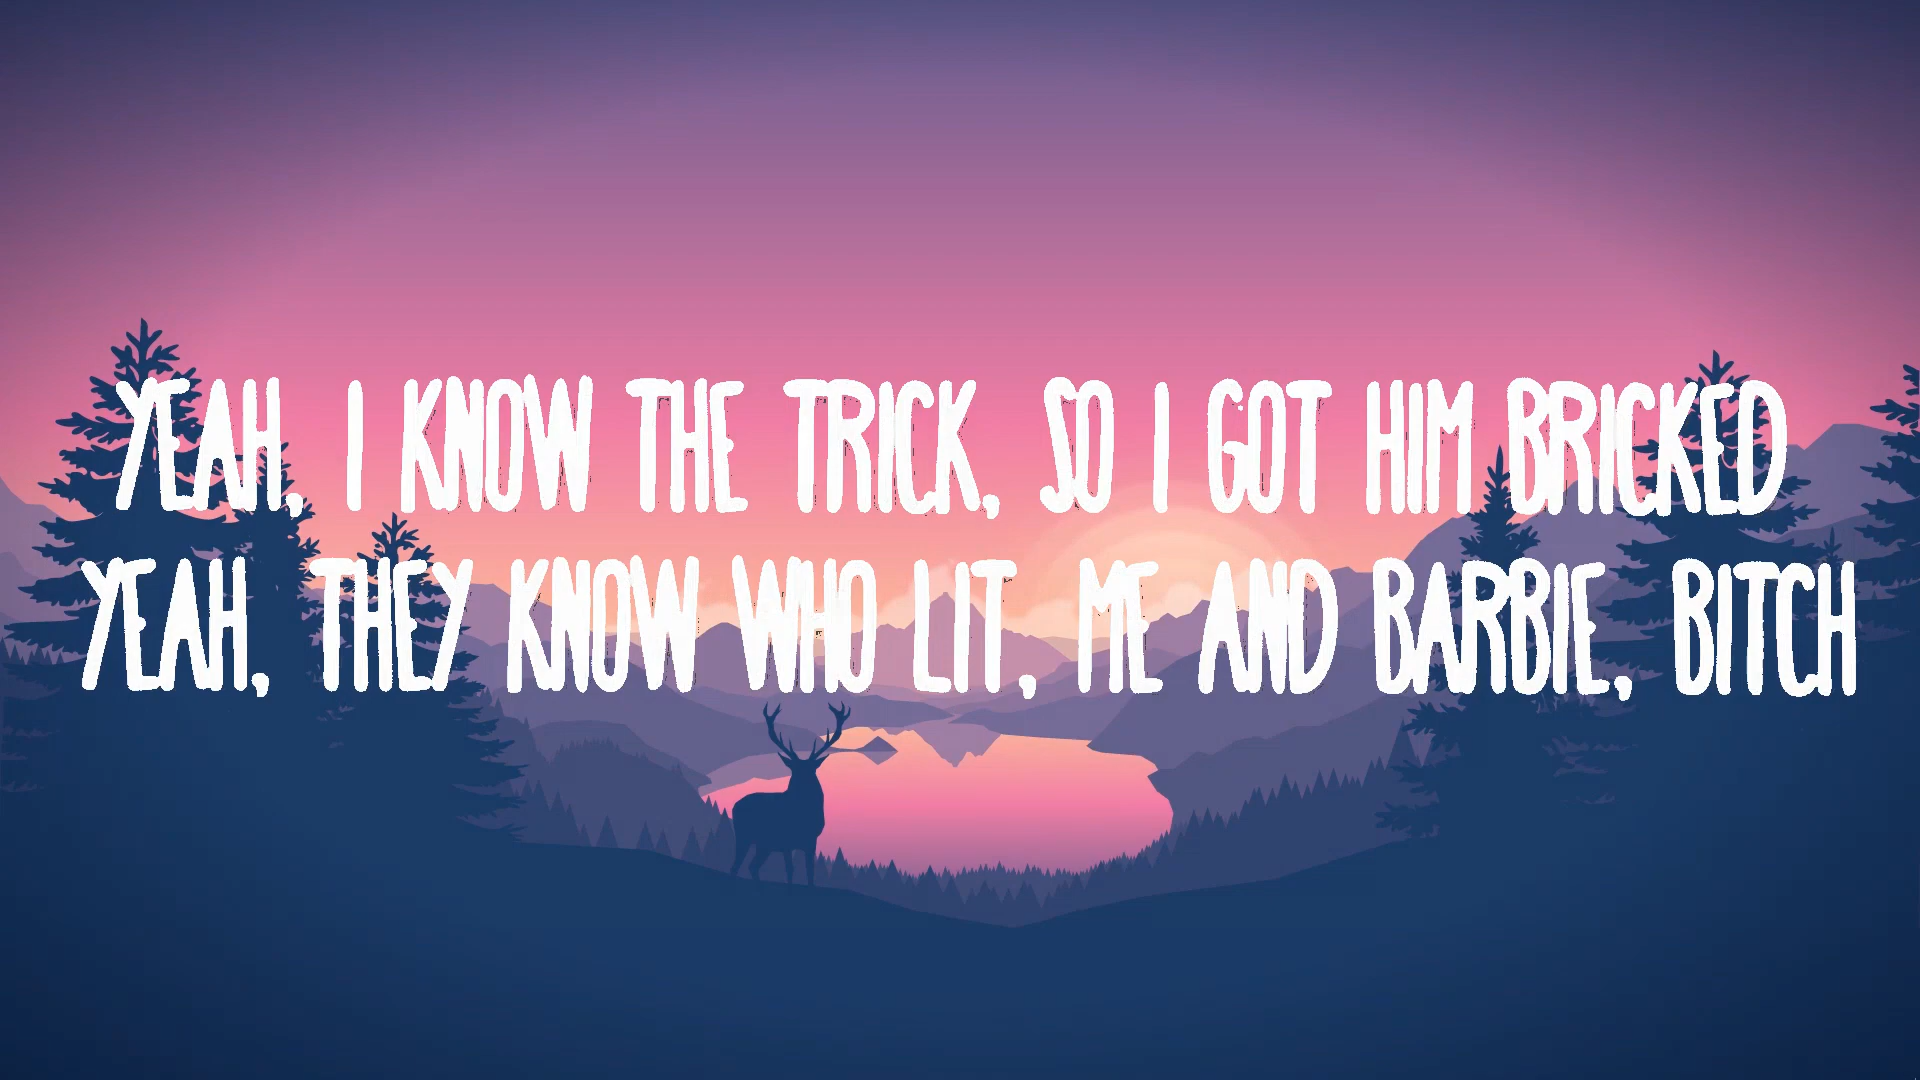 YEAH, I KNOW THE TRICK, SO I GOT HIM BRICKED
YEAH, THEY KNOW WHO LIT, ME AND BARBIE, BITCH